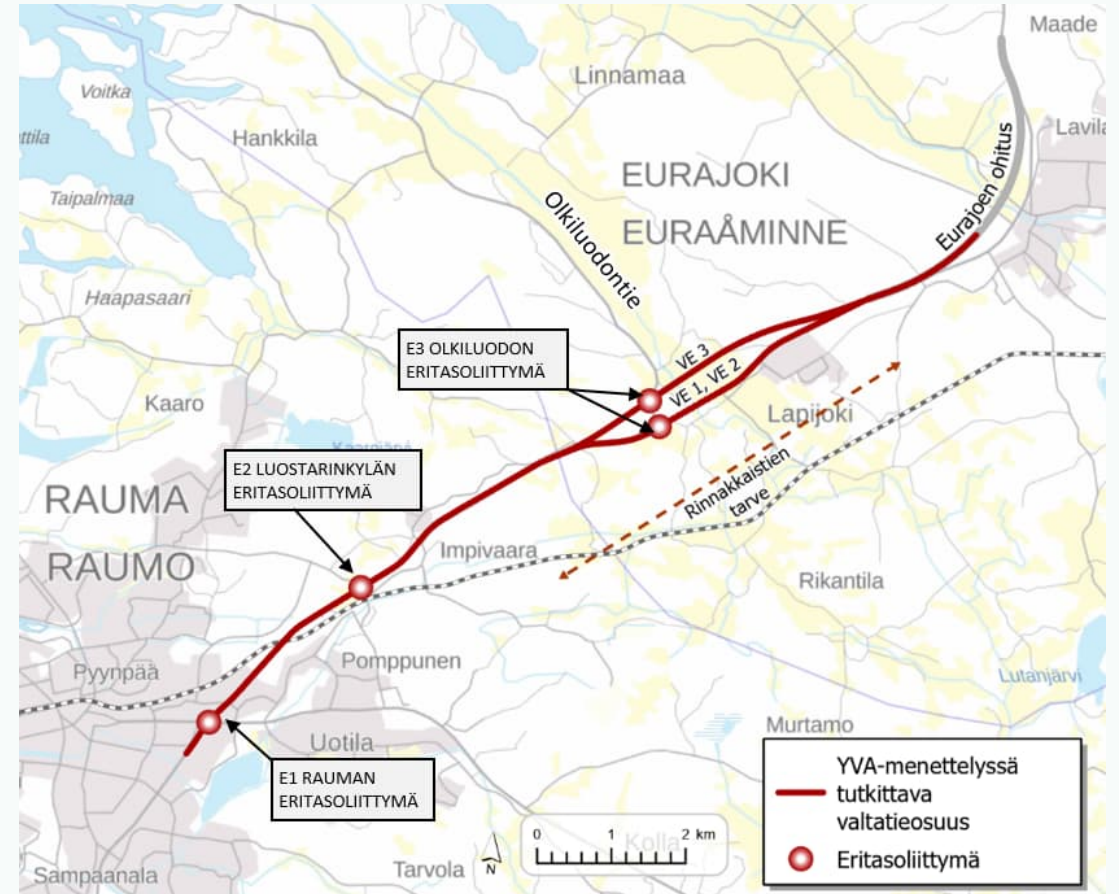 Maade
Linnamaa
Voitka
ttila
Hankkila
Lavila
EURAJOKI
EURAÅMINNE
Taipalmaa
Olkiluodontie
Eurajoen ohitus
Haapasaari
E3 OLKILUODON
ERITASOLIITTYMÄ
VE 3
VE 1, VE 2
Kaaro
Lapijoki
E2 LUOSTARINKYLÄN
ERITASOLIITTYMÄ
Rinnakkaistien
tarve
RAUMA
RAUMO
Impivaara
Rikantila
Pyynpää
Pomppunen
Lutanjärvi
Murtamo
Uotila
E1 RAUMAN
ERITASOLIITTYMÄ
YVA-menettelyssä
tutkittava
valtatieosuus
Eritasoliittymä
0 1 2 km
Kolla
N
Tarvola
Sampaanala